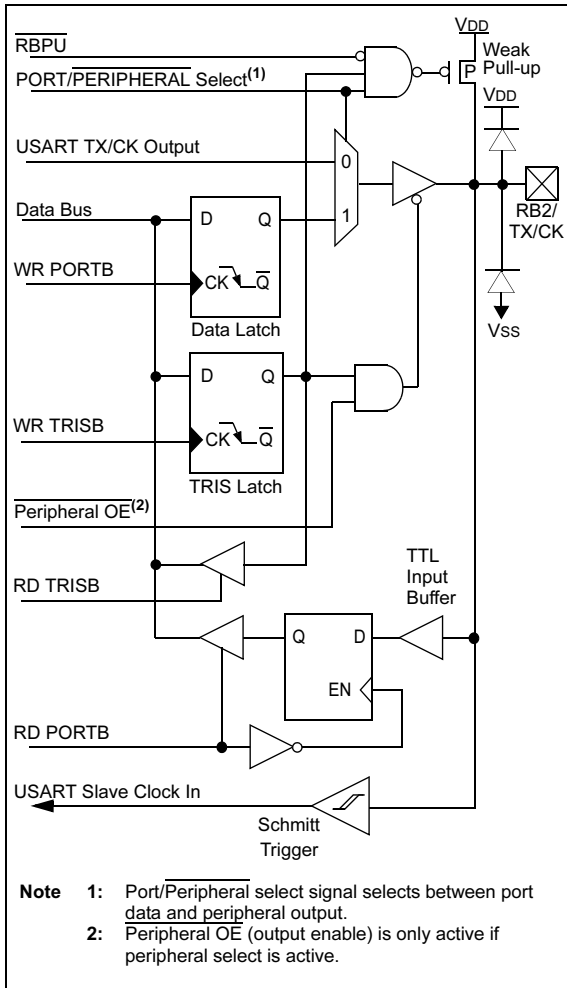 VDD
RBPU
Weak
Pull-up
P
PORT/PERIPHERAL Select(1)
VDD
USART TX/CK Output
0
Data Bus
D Q
1
RB2/
TX/CK
WR PORTB
CK Q
Data Latch
VSS
D Q
WR TRISB
CK Q
TRIS Latch
Peripheral OE(2)
RD TRISB
TTL
Input
Buffer
Q D
EN
RD PORTB
USART Slave Clock In
Schmitt
Trigger
Note 1: Port/Peripheral select signal selects between port
data and peripheral output.
2: Peripheral OE (output enable) is only active if
peripheral select is active.